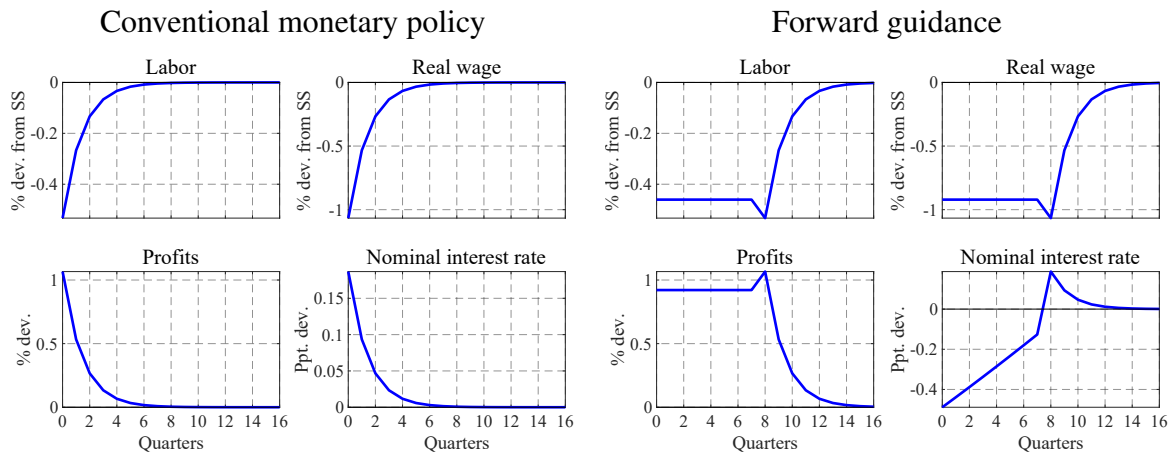 Conventional monetary policy
Forward guidance
Labor
Real wage
Labor
Real wage
% dev. from SS
0
-0.2
-0.4
% dev. from SS
0
-0.5
-1
% dev. from SS
0
-0.2
-0.4
% dev. from SS
0
-0.5
-1
Profits
Nominal interest rate
Profits
Nominal interest rate
% dev.
1
0.5
0
Ppt. dev.
0.15
0.1
0.05
0
% dev.
1
0.5
0
Ppt. dev.
0
-0.2
-0.4
0 2 4 6 8 10 12 14 16
0 2 4 6 8 10 12 14 16
0 2 4 6 8 10 12 14 16
0 2 4 6 8 10 12 14 16
Quarters
Quarters
Quarters
Quarters